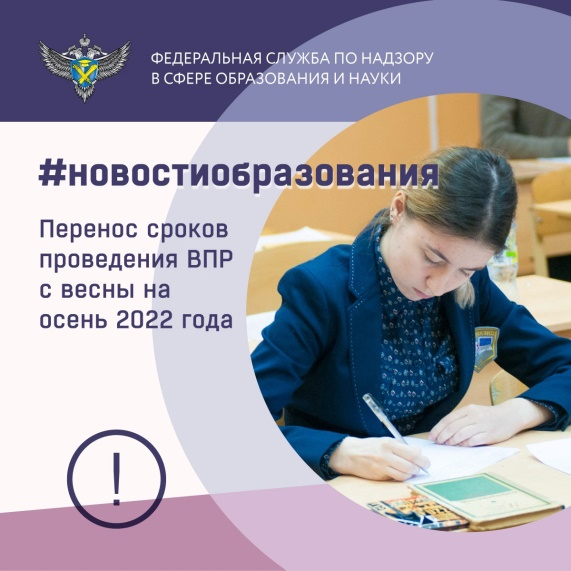 ФЕДЕРАЛЬНАЯ СЛУЖБА ПО НАДЗОРУ
В СФЕРЕ ОБРАЗОВАНИЯ И НАУКИ
#новостиобразования
Перенос сроков
проведения ВПР
с весны на
осень 2022 года
!